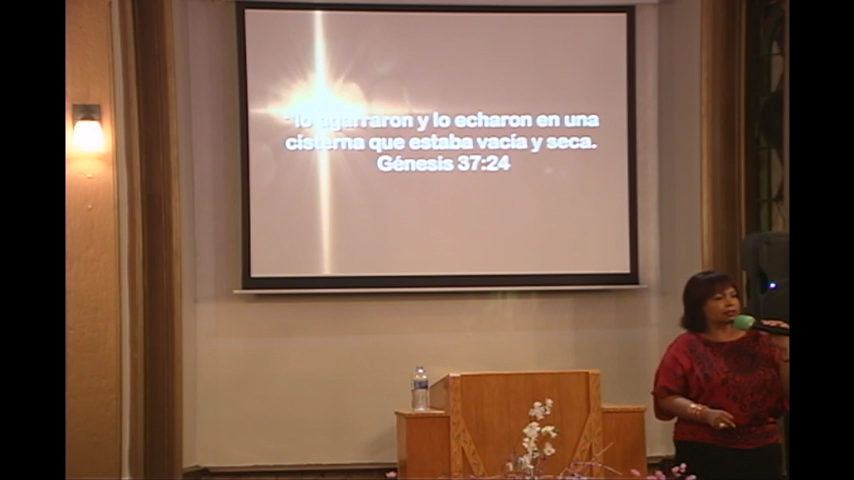 "lo agarraron y lo echaron en una
cisterna que estaba vacía y seca.
Génesis 37:24